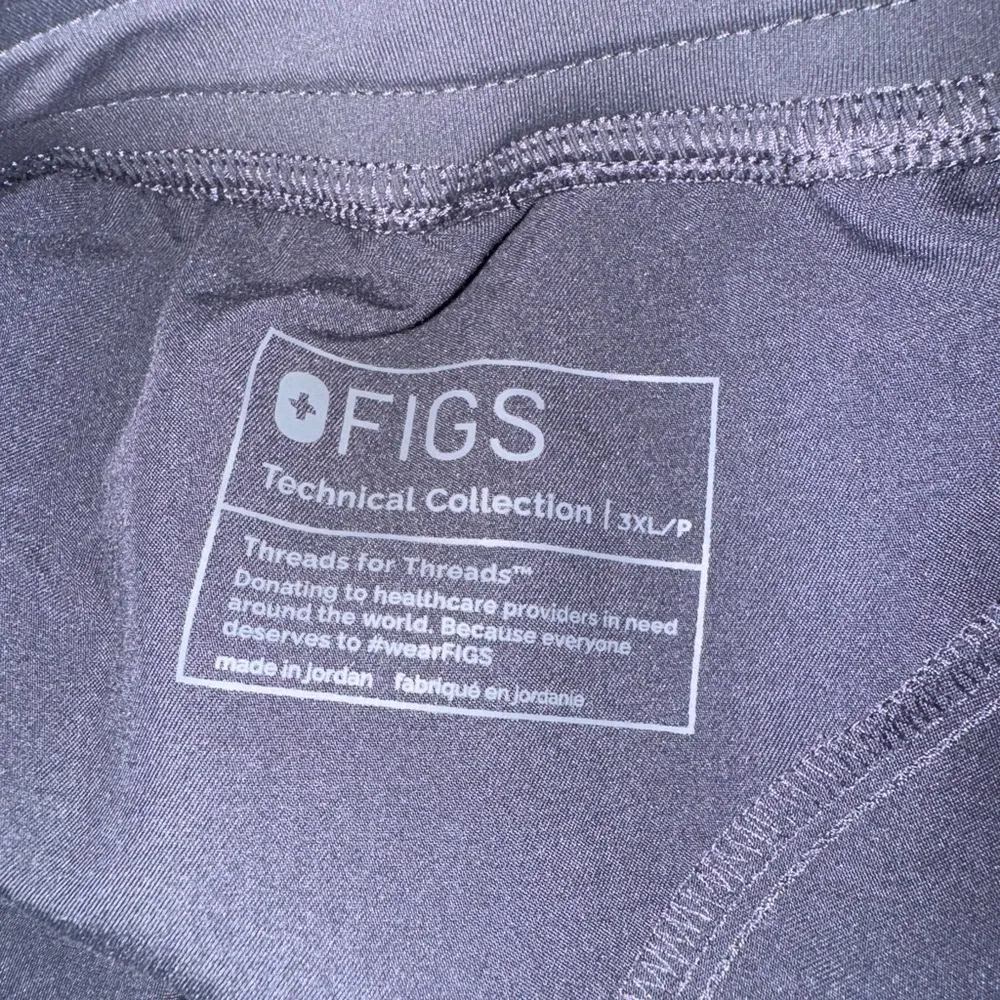 FIGS
Technical Collection | 3XL/P
Threads for Threads™
Donating to healthcare providers in need
around the world. Because everyone
deserves to #wearFIGS
made in jordan fabriqué en jordanie